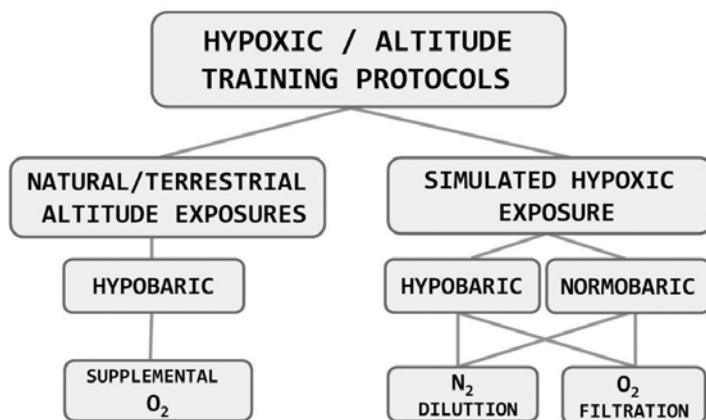 HYPOXIC / ALTITUDE
TRAINING PROTOCOLS
NATURAL/TERRESTRIAL
ALTITUDE EXPOSURES
SIMULATED HYPOXIC
EXPOSURE
HYPOBARIC
HYPOBARIC
NORMOBARIC
SUPPLEMENTAL
O₂
N₂
DILUTTION
O₂
FILTRATION